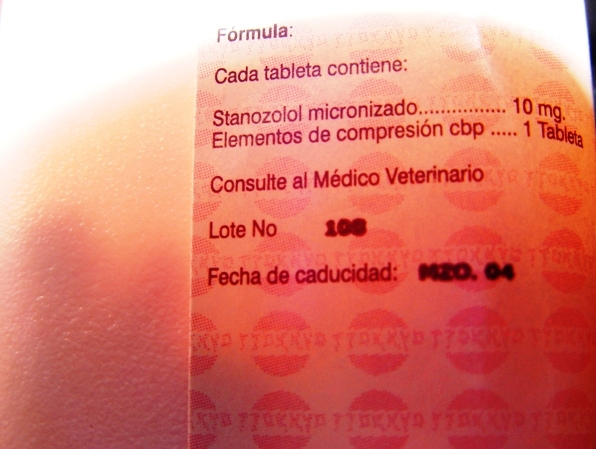 Fórmula:
Cada tableta contiene:
Stanozolol micronizado................ 10 mg.
Elementos de compresión cbp ..... 1 Tableta
Consulte al Médico Veterinario
Lote No 108
Fecha de caducidad: MZO. 04